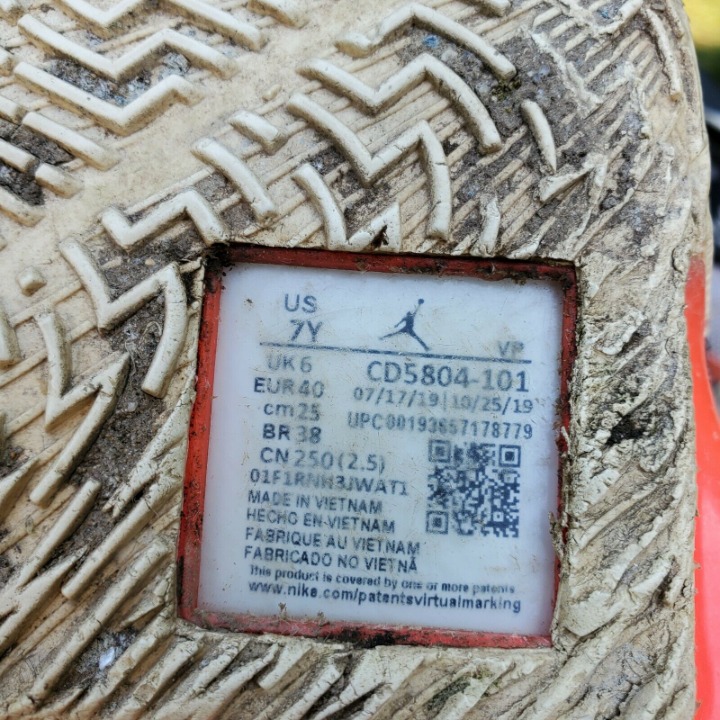 US
7Y
VP
UK 6
CD5804-101
EUR 40
07/17/19 10/25/19
cm 25
UPC 00193657178779
BR 38
CN 250 (2.5)
01F1RNH3JWAT1
MADE IN VIETNAM
HECHO EN VIETNAM
FABRIQUE AU VIETNAM
FABRICADO NO VIETNÃ
This product is covered by one or more patents
www.nike.com/patentsvirtualmarking